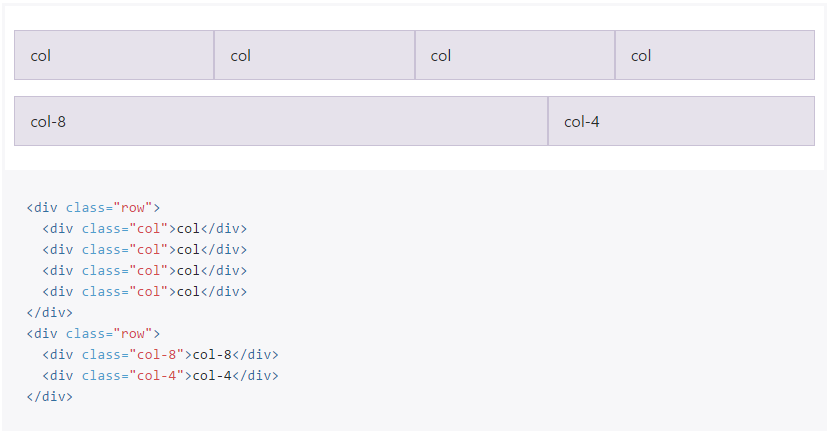 col col col col
col-8 col-4
<div class="row">
  <div class="col">col</div>
  <div class="col">col</div>
  <div class="col">col</div>
  <div class="col">col</div>
</div>
<div class="row">
  <div class="col-8">col-8</div>
  <div class="col-4">col-4</div>
</div>